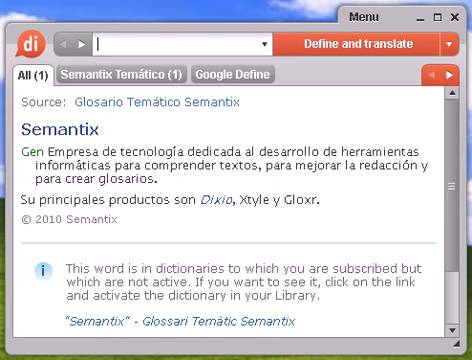 Menu
di
Define and translate
All (1)
Semantix Temático (1)
Google Define
Source: Glosario Temático Semantix
Semantix
Gen Empresa de tecnología dedicada al desarrollo de herramientas
informáticas para comprender textos, para mejorar la redacción y
para crear glosarios.
Su principales productos son Dixio, Xtyle y Gloxr.
© 2010 Semantix
i
This word is in dictionaries to which you are subscribed but
which are not active. If you want to see it, click on the link
and activate the dictionary in your Library.
"Semantix" - Glossari Temàtic Semantix